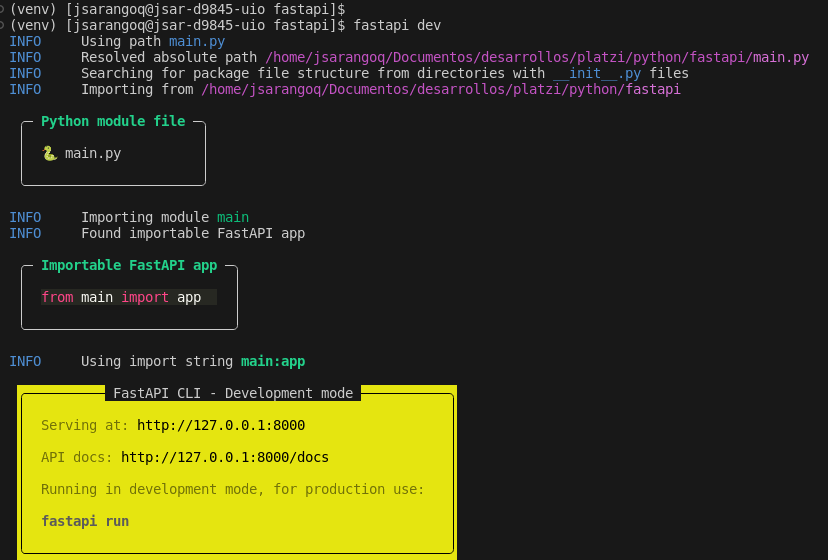 (venv) [jsarangoq@jsar-d9845-uio fastapi]$
(venv) [jsarangoq@jsar-d9845-uio fastapi]$ fastapi dev
INFO     Using path main.py
INFO     Resolved absolute path /home/jsarangoq/Documentos/desarrollos/platzi/python/fastapi/main.py
INFO     Searching for package file structure from directories with __init__.py files
INFO     Importing from /home/jsarangoq/Documentos/desarrollos/platzi/python/fastapi
Python module file
🐍 main.py
INFO     Importing module main
INFO     Found importable FastAPI app
Importable FastAPI app
from main import app
INFO     Using import string main:app
FastAPI CLI - Development mode
Serving at: http://127.0.0.1:8000
API docs: http://127.0.0.1:8000/docs
Running in development mode, for production use:
fastapi run